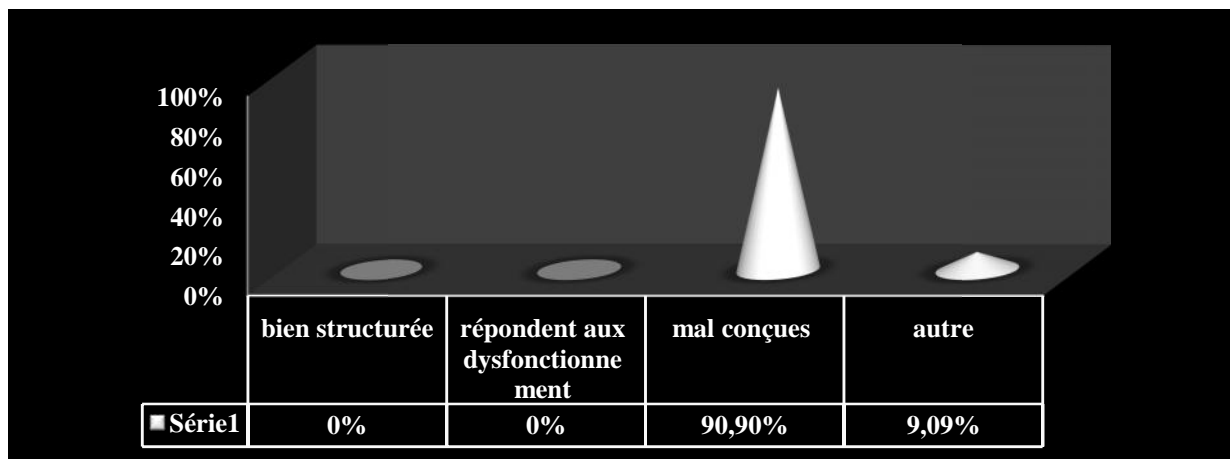 100%
80%
60%
40%
20%
0%
bien structurée
répondent aux
dysfonctionne
ment
mal conçues
autre
Série1 0% 0% 90,90% 9,09%